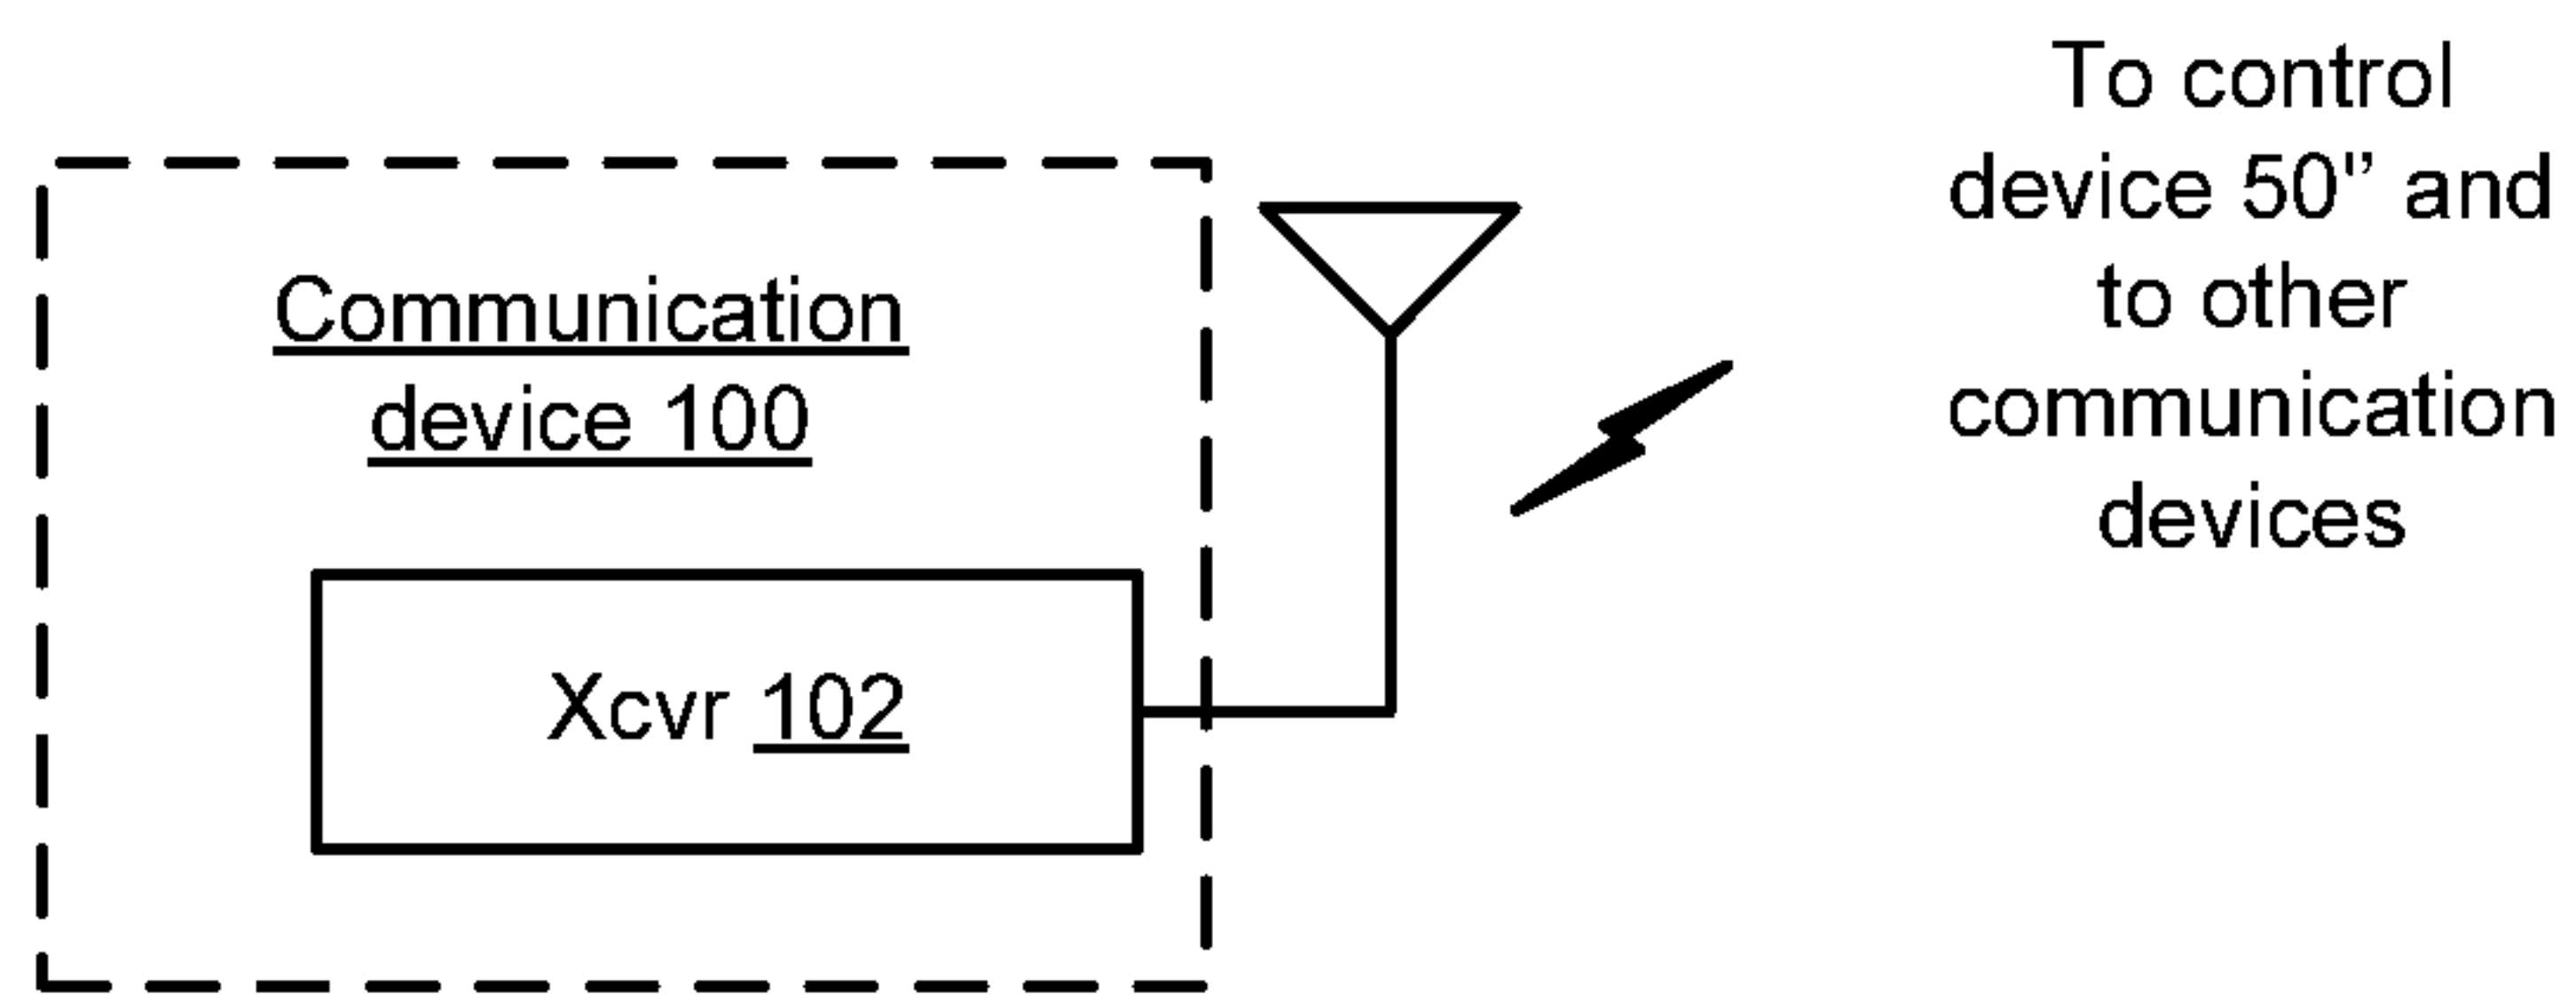 Communication
device 100
Xcvr 102
To control
device 50'’ and
to other
communication
devices